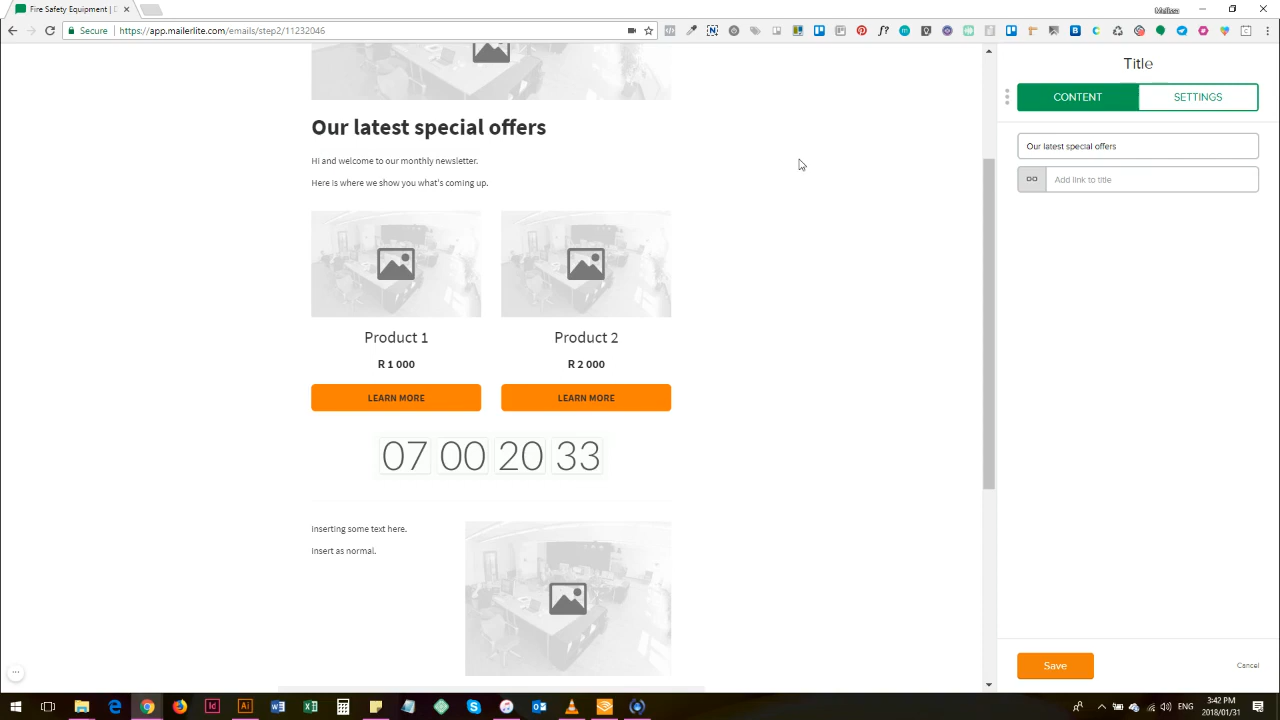 Fire Safety Equipment | D
Melissa
Secure
https://app.mailerlite.com/emails/step2/11232046
Our latest special offers
Hi and welcome to our monthly newsletter.
Here is where we show you what's coming up.
Product 1
Product 2
R 1 000
R 2 000
LEARN MORE
LEARN MORE
07 00 20 33
Inserting some text here.
Insert as normal.
Title
CONTENT
SETTINGS
Our latest special offers
Add link to title
Save
Cancel
ENG
3:42 PM
2018/01/31